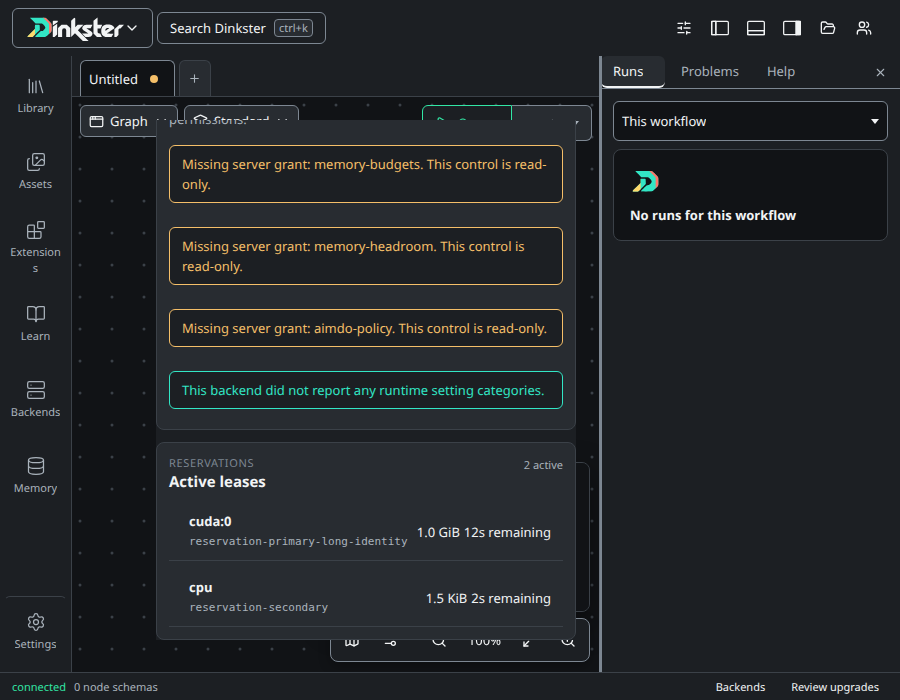 Dinkster
Search Dinkster ctrl+k
Library
Assets
Extension
s
Learn
Backends
Memory
Settings
Untitled
+
Graph
Missing server grant: memory-budgets. This control is read-
only.
Missing server grant: memory-headroom. This control is
read-only.
Missing server grant: aimdo-policy. This control is read-only.
This backend did not report any runtime setting categories.
RESERVATIONS
2 active
Active leases
cuda:0
reservation-primary-long-identity
1.0 GiB 12s remaining
cpu
reservation-secondary
1.5 KiB 2s remaining
100%
Runs
Problems
Help
This workflow
No runs for this workflow
connected
0 node schemas
Backends
Review upgrades